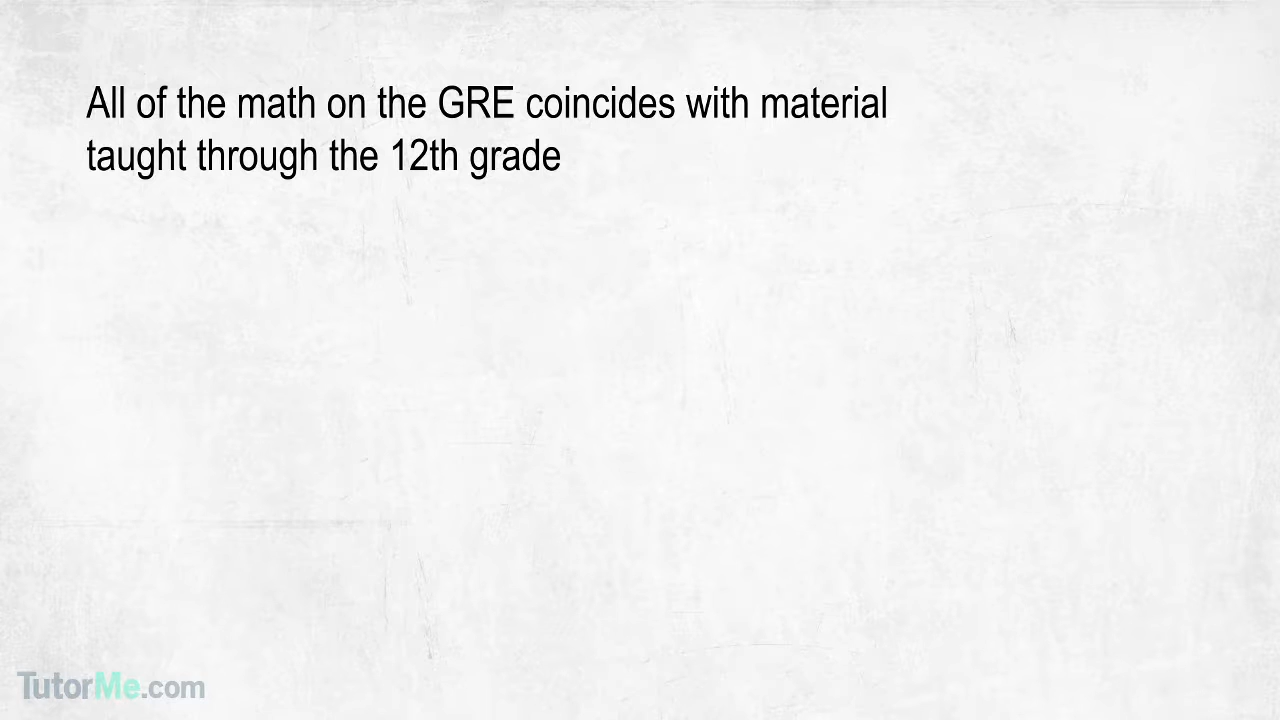 All of the math on the GRE coincides with material
taught through the 12th grade
TutorMe.com